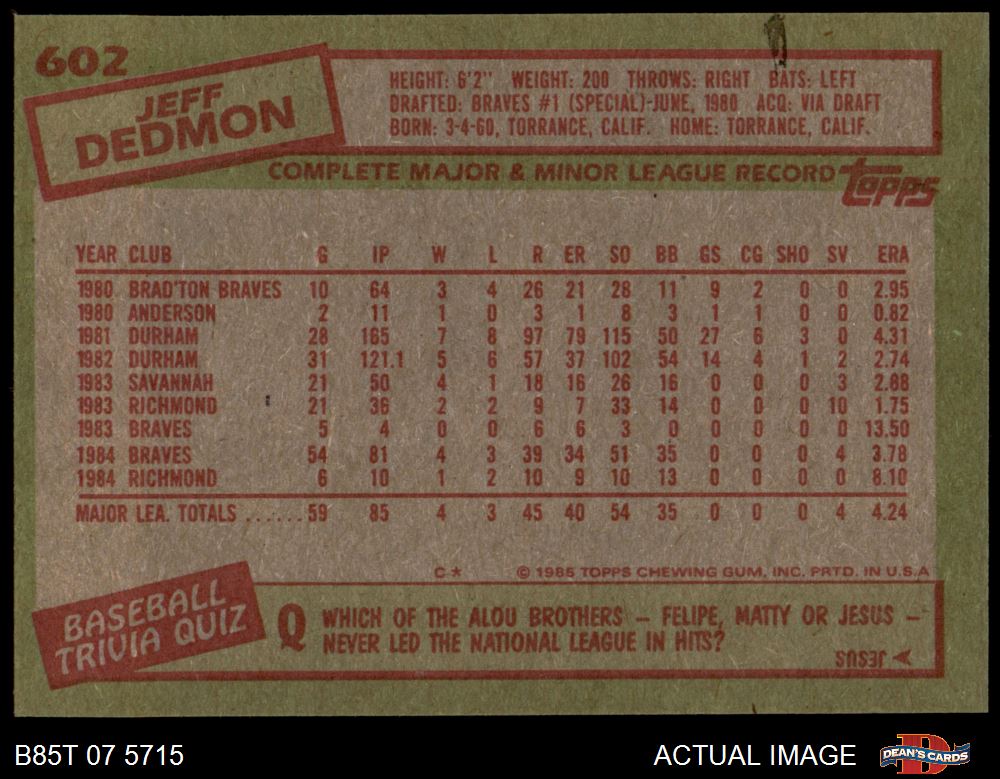 602
JEFF
DEDMON
HEIGHT: 6'2" WEIGHT: 200 THROWS: RIGHT BATS: LEFT
DRAFTED: BRAVES #1 (SPECIAL)-JUNE, 1980 ACQ: VIA DRAFT
BORN: 3-4-60, TORRANCE, CALIF. HOME: TORRANCE, CALIF.
COMPLETE MAJOR & MINOR LEAGUE RECORD topps
YEAR CLUB G IP W L R ER SO BB GS CG SHO SV ERA
1980 BRAD'TON BRAVES 10 64 3 4 26 21 28 11 9 2 0 0 2.95
1980 ANDERSON 2 11 1 0 3 1 8 3 1 1 0 0 0.82
1981 DURHAM 28 165 7 8 97 79 115 50 27 6 3 0 4.31
1982 DURHAM 31 121.1 5 6 57 37 102 54 14 4 1 2 2.74
1983 SAVANNAH 21 50 4 1 18 16 26 16 0 0 0 3 2.88
1983 RICHMOND 21 36 2 2 9 7 33 14 0 0 0 10 1.75
1983 BRAVES 5 4 0 0 6 6 3 0 0 0 0 0 13.50
1984 BRAVES 54 81 4 3 39 34 51 35 0 0 0 4 3.78
1984 RICHMOND 6 10 1 2 10 9 10 13 0 0 0 0 8.10
MAJOR LEA. TOTALS ...... 59 85 4 3 45 40 54 35 0 0 0 4 4.24
C* © 1985 TOPPS CHEWING GUM, INC. PRTD. IN U.S.A
BASEBALL
TRIVIA QUIZ
Q WHICH OF THE ALOU BROTHERS – FELIPE, MATTY OR JESUS –
NEVER LED THE NATIONAL LEAGUE IN HITS?
JESUS
B85T 07 5715
ACTUAL IMAGE
DEAN'S CARDS